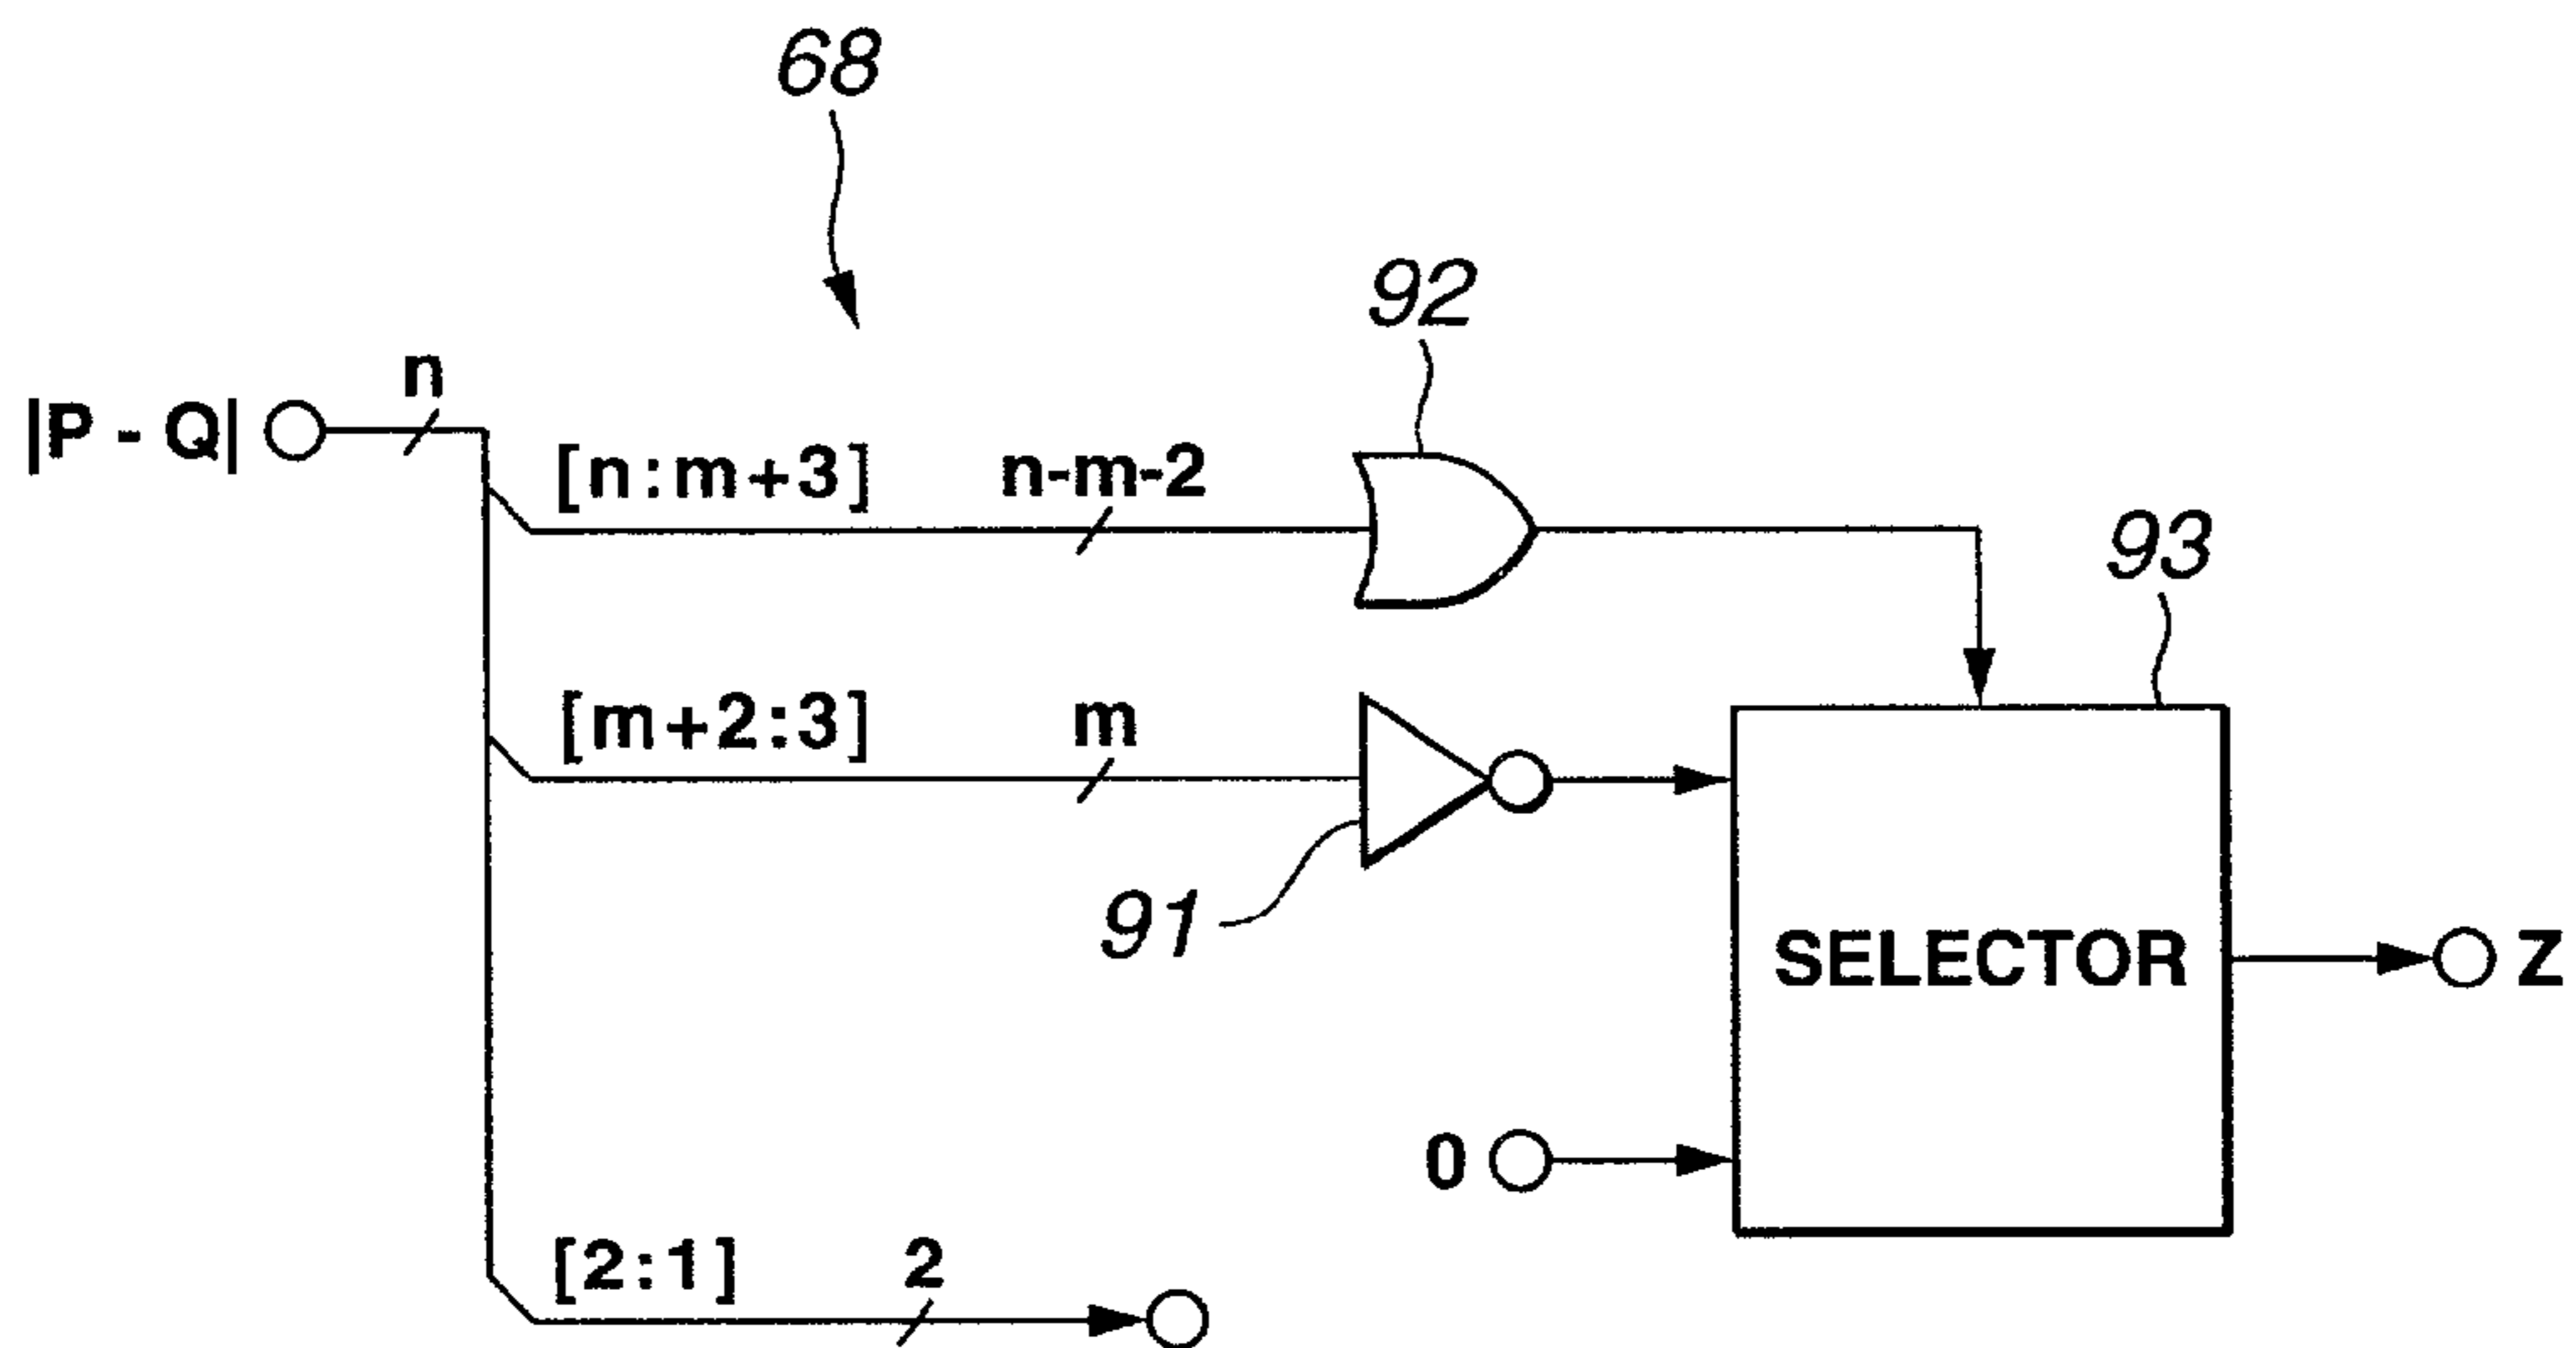 68
92
n
|P - Q|
[n:m+3]
n-m-2
93
[m+2:3]
m
91
SELECTOR
Z
0
[2:1]
2